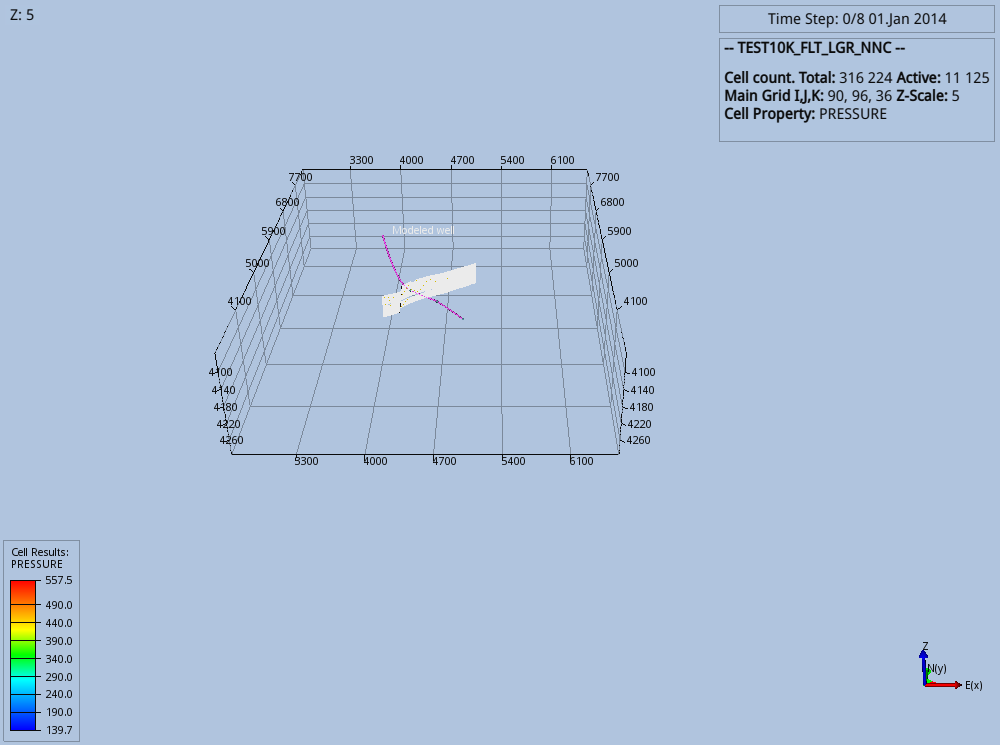 Z: 5
Time Step: 0/8 01.Jan 2014
-- TEST10K_FLT_LGR_NNC --
Cell count. Total: 316 224 Active: 11 125
Main Grid I,J,K: 90, 96, 36 Z-Scale: 5
Cell Property: PRESSURE
3300 4000 4700 5400 6100
7700 7700
6800 6800
5900 5900
Modeled well
5000 5000
4100 4100
4100 4100
4140 4140
4180 4180
4220 4220
4260 4260
3300 4000 4700 5400 6100
Cell Results:
PRESSURE
557.5
490.0
440.0
390.0
340.0
290.0
240.0
190.0
139.7
Z
N(y)
E(x)